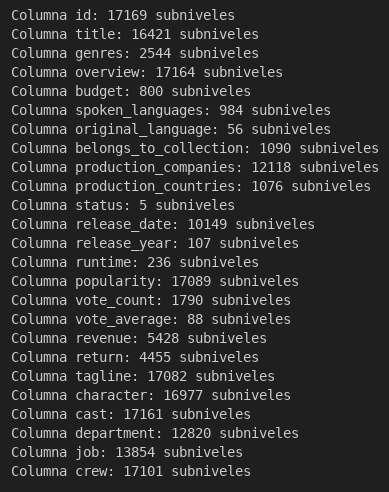 Columna id: 17169 subniveles
Columna title: 16421 subniveles
Columna genres: 2544 subniveles
Columna overview: 17164 subniveles
Columna budget: 800 subniveles
Columna spoken_languages: 984 subniveles
Columna original_language: 56 subniveles
Columna belongs_to_collection: 1090 subniveles
Columna production_companies: 12118 subniveles
Columna production_countries: 1076 subniveles
Columna status: 5 subniveles
Columna release_date: 10149 subniveles
Columna release_year: 107 subniveles
Columna runtime: 236 subniveles
Columna popularity: 17089 subniveles
Columna vote_count: 1790 subniveles
Columna vote_average: 88 subniveles
Columna revenue: 5428 subniveles
Columna return: 4455 subniveles
Columna tagline: 17082 subniveles
Columna character: 16977 subniveles
Columna cast: 17161 subniveles
Columna department: 12820 subniveles
Columna job: 13854 subniveles
Columna crew: 17101 subniveles